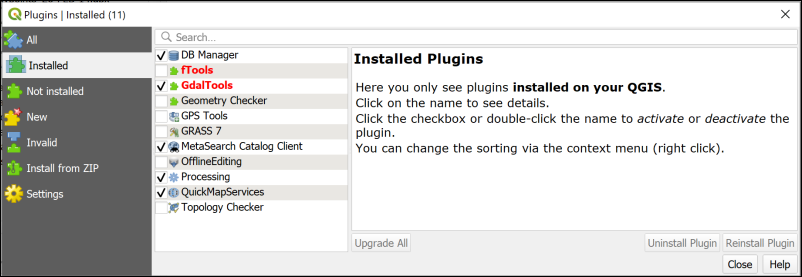 Plugins | Installed (11)
All
Installed
Not installed
New
Invalid
Install from ZIP
Settings
Search...
DB Manager
fTools
GdalTools
Geometry Checker
GPS Tools
GRASS 7
MetaSearch Catalog Client
OfflineEditing
Processing
QuickMapServices
Topology Checker
Installed Plugins
Here you only see plugins installed on your QGIS.
Click on the name to see details.
Click the checkbox or double-click the name to activate or deactivate the
plugin.
You can change the sorting via the context menu (right click).
Upgrade All
Uninstall Plugin
Reinstall Plugin
Close
Help